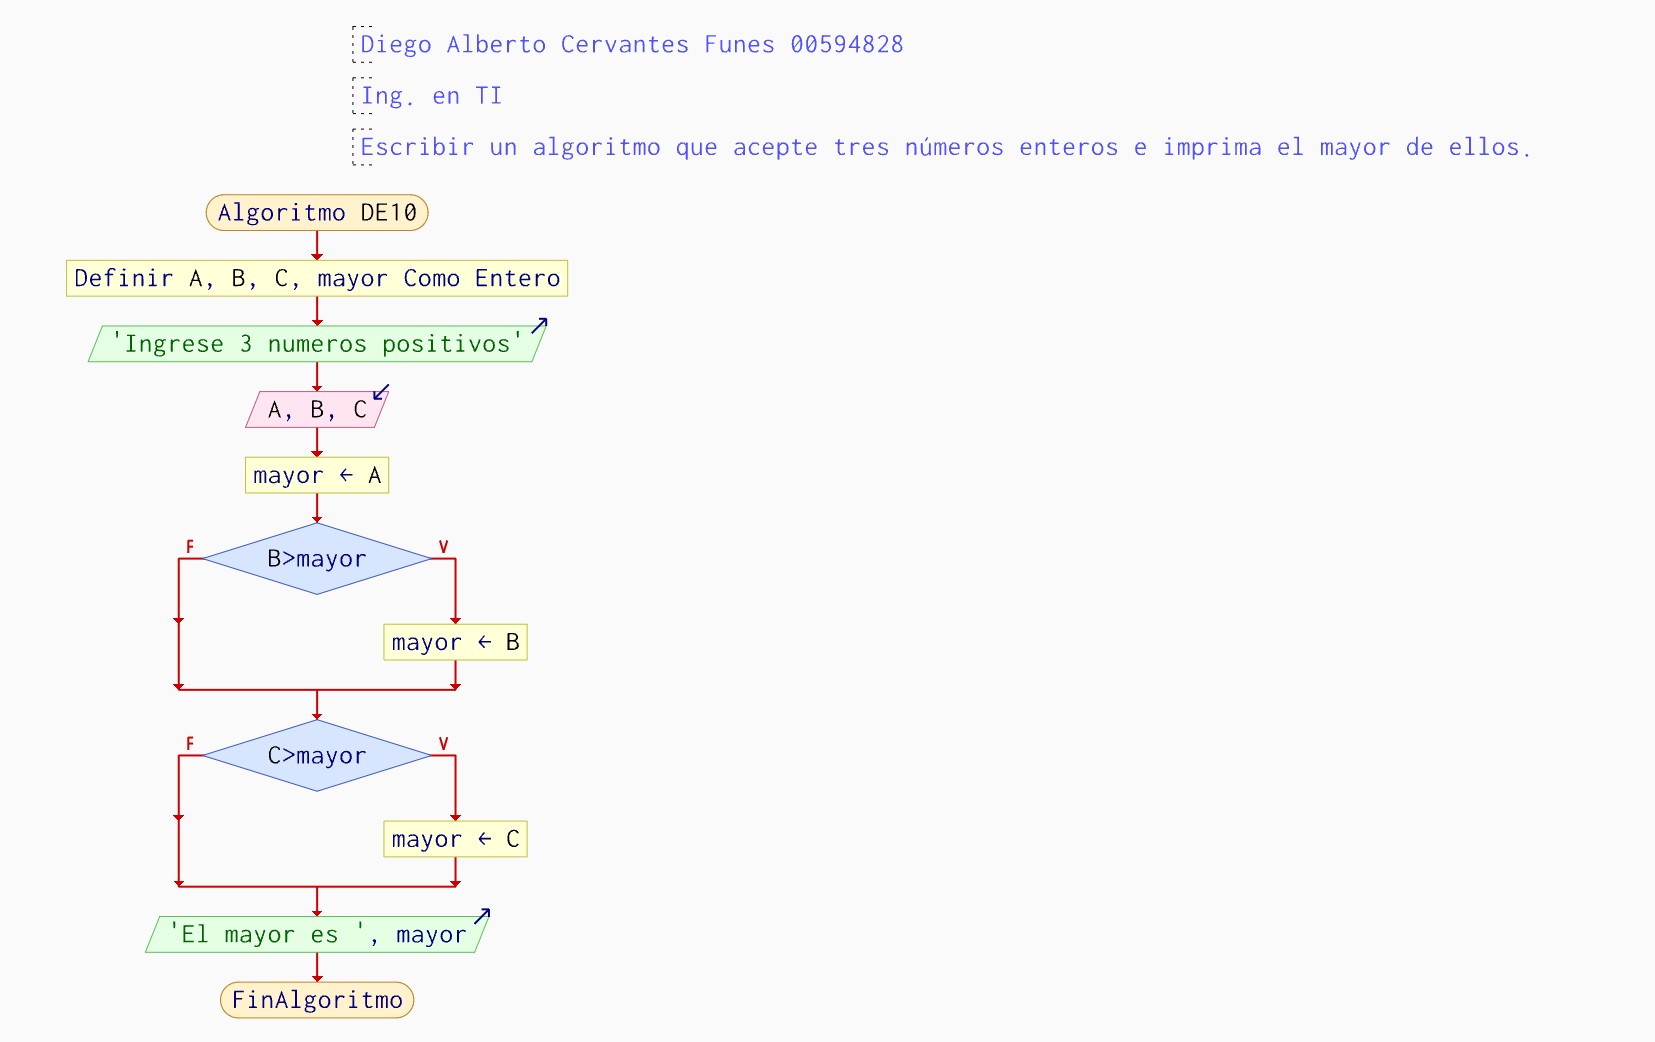 Diego Alberto Cervantes Funes 00594828
Ing. en TI
Escribir un algoritmo que acepte tres números enteros e imprima el mayor de ellos.
Algoritmo DE10
Definir A, B, C, mayor Como Entero
'Ingrese 3 numeros positivos'
A, B, C
mayor ← A
F
V
B>mayor
mayor ← B
F
V
C>mayor
mayor ← C
'El mayor es ', mayor
FinAlgoritmo